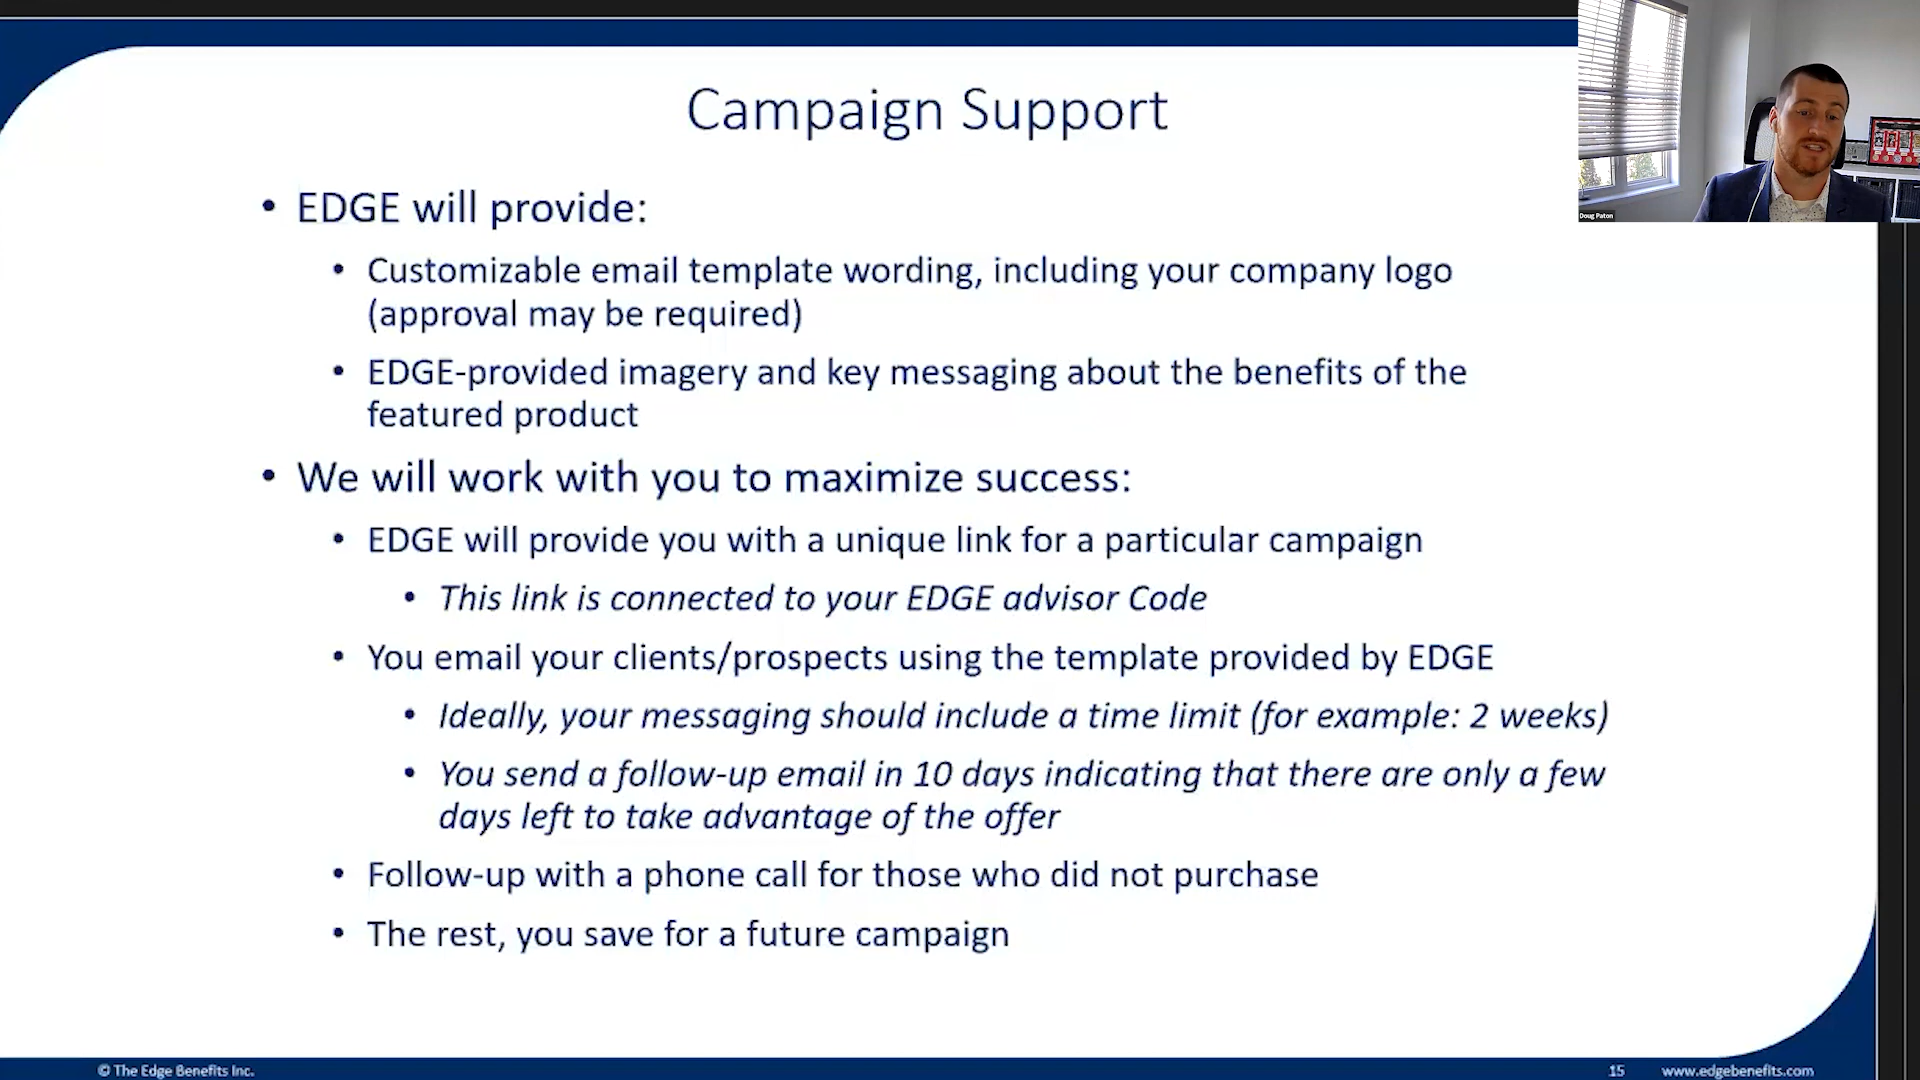 Campaign Support
• EDGE will provide:
• Customizable email template wording, including your company logo
(approval may be required)
• EDGE-provided imagery and key messaging about the benefits of the
featured product
• We will work with you to maximize success:
• EDGE will provide you with a unique link for a particular campaign
• This link is connected to your EDGE advisor Code
• You email your clients/prospects using the template provided by EDGE
• Ideally, your messaging should include a time limit (for example: 2 weeks)
• You send a follow-up email in 10 days indicating that there are only a few
days left to take advantage of the offer
• Follow-up with a phone call for those who did not purchase
• The rest, you save for a future campaign
Doug Paton
© The Edge Benefits Inc.
15
www.edgebenefits.com